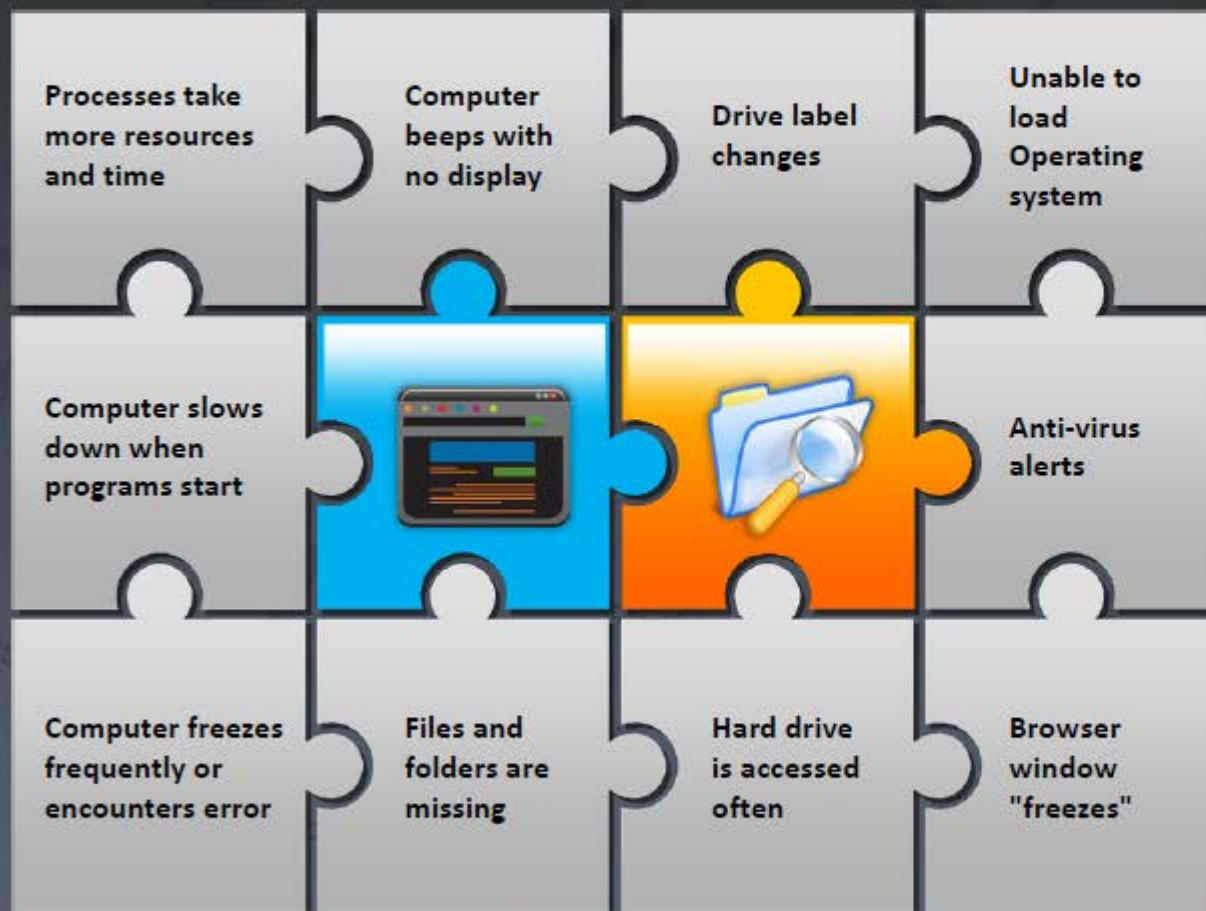 Processes take
more resources
and time
Computer
beeps with
no display
Drive label
changes
Unable to
load
Operating
system
Computer slows
down when
programs start
Anti-virus
alerts
Computer freezes
frequently or
encounters error
Files and
folders are
missing
Hard drive
is accessed
often
Browser
window
"freezes"